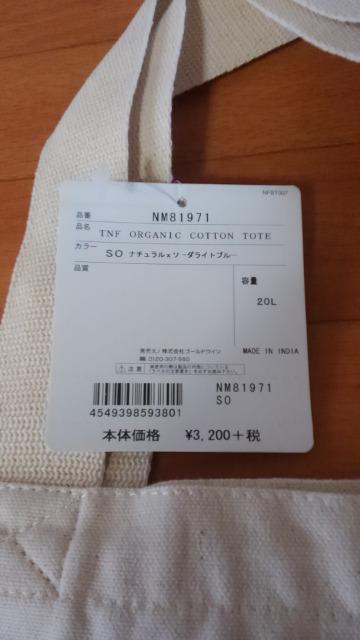 NFBT007
品番 NM81971
品名 TNF ORGANIC COTTON TOTE
カラー SO ナチュラルxソーダライトブルー
品質
容量
20L
発売元/株式会社ゴールドウイン
☎0120-307-560
MADE IN INDIA
⚠注意
NM81971
SO
4549398593801
本体価格 ¥3,200+税